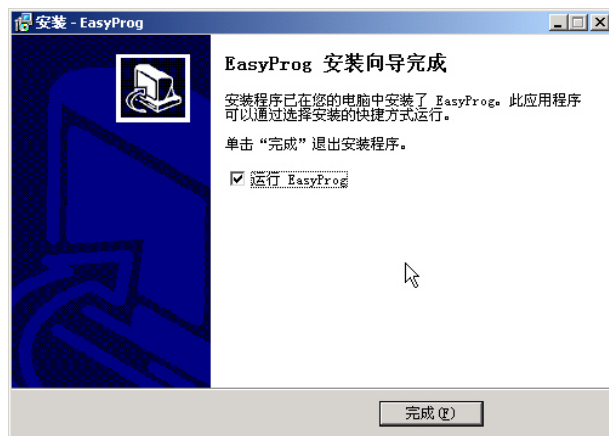 安装 - EasyProg
EasyProg 安装向导完成
安装程序已在您的电脑中安装了 EasyProg。此应用程序
可以通过选择安装的快捷方式运行。
单击“完成”退出安装程序。
运行 EasyProg
完成(F)